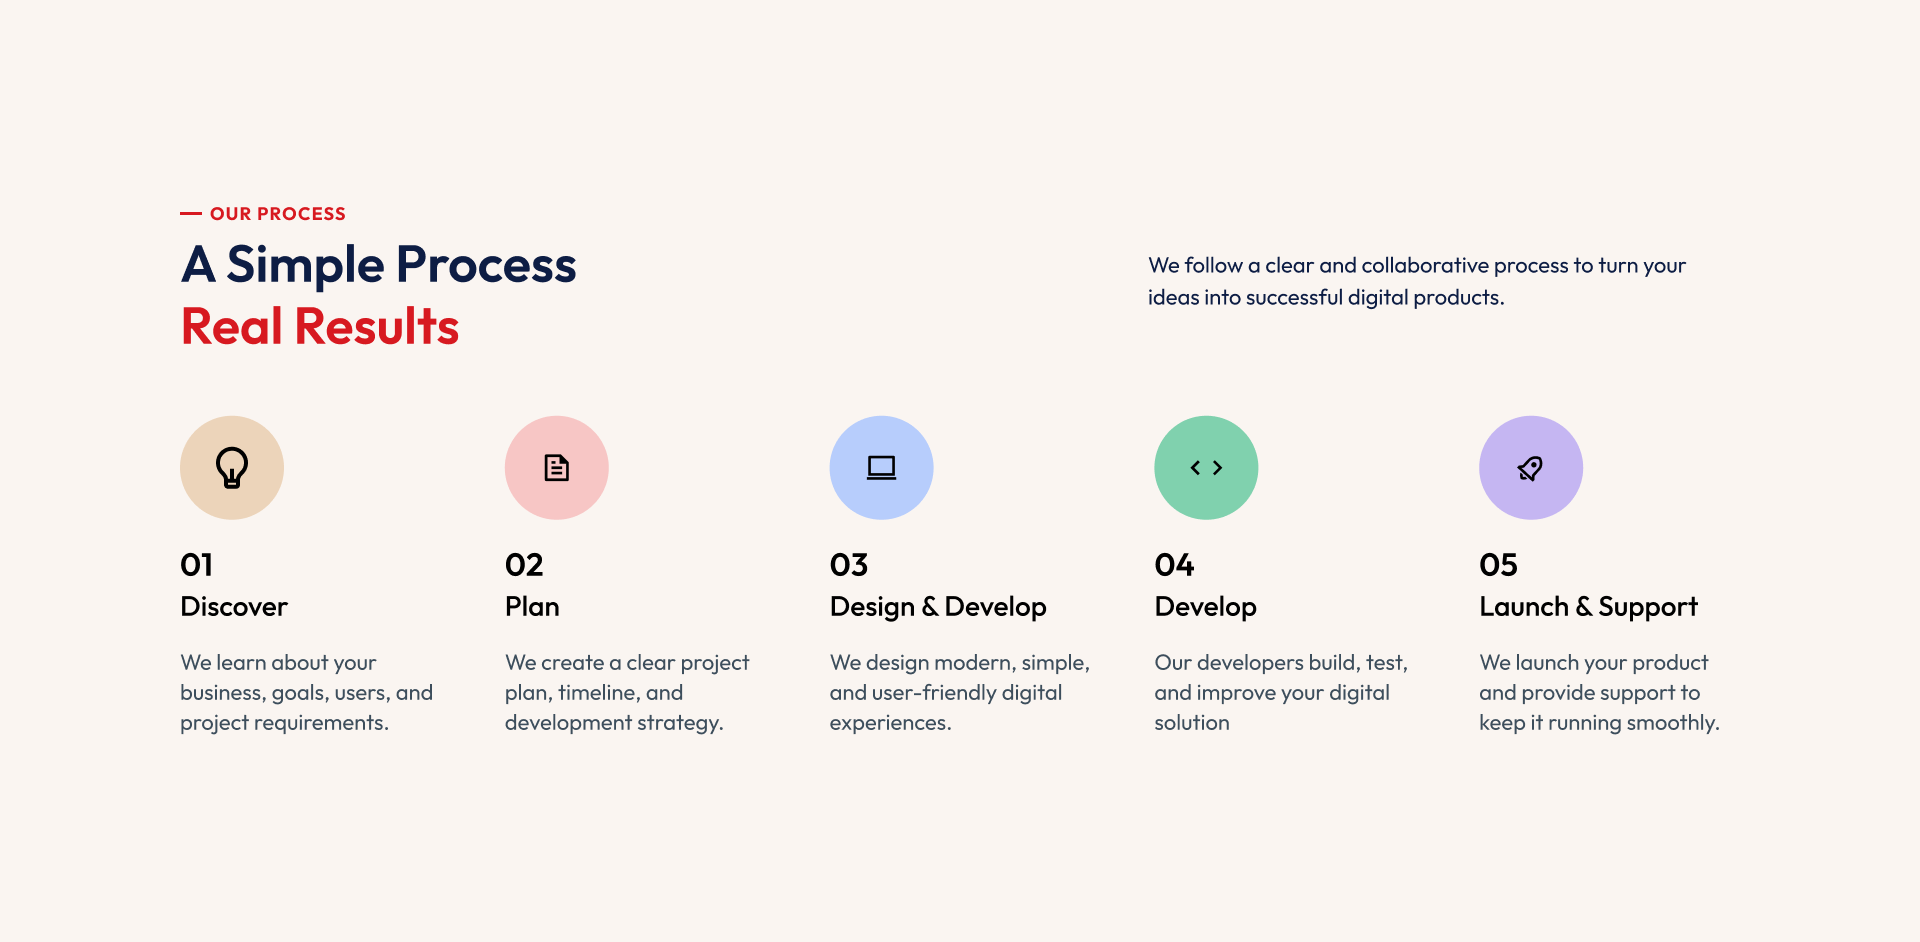 OUR PROCESS
A Simple Process
Real Results
We follow a clear and collaborative process to turn your
ideas into successful digital products.
01
Discover
We learn about your
business, goals, users, and
project requirements.
02
Plan
We create a clear project
plan, timeline, and
development strategy.
03
Design & Develop
We design modern, simple,
and user-friendly digital
experiences.
04
Develop
Our developers build, test,
and improve your digital
solution
05
Launch & Support
We launch your product
and provide support to
keep it running smoothly.